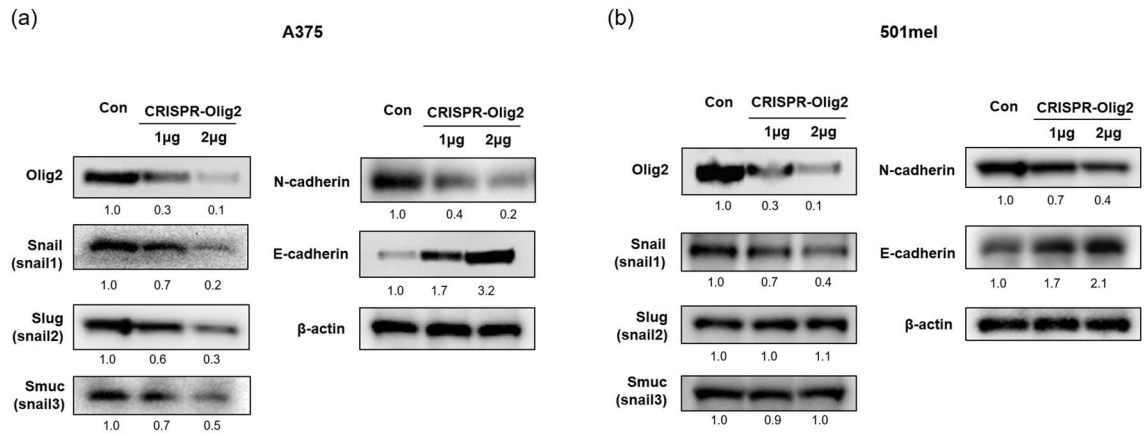 (a)
A375
Con CRISPR-Olig2
1µg 2µg
Olig2
1.0 0.3 0.1
Snail
(snail1)
1.0 0.7 0.2
Slug
(snail2)
1.0 0.6 0.3
Smuc
(snail3)
1.0 0.7 0.5
Con CRISPR-Olig2
1µg 2µg
N-cadherin
1.0 0.4 0.2
E-cadherin
1.0 1.7 3.2
β-actin
(b)
501mel
Con CRISPR-Olig2
1µg 2µg
Olig2
1.0 0.3 0.1
Snail
(snail1)
1.0 0.7 0.4
Slug
(snail2)
1.0 1.0 1.1
Smuc
(snail3)
1.0 0.9 1.0
Con CRISPR-Olig2
1µg 2µg
N-cadherin
1.0 0.7 0.4
E-cadherin
1.0 1.7 2.1
β-actin